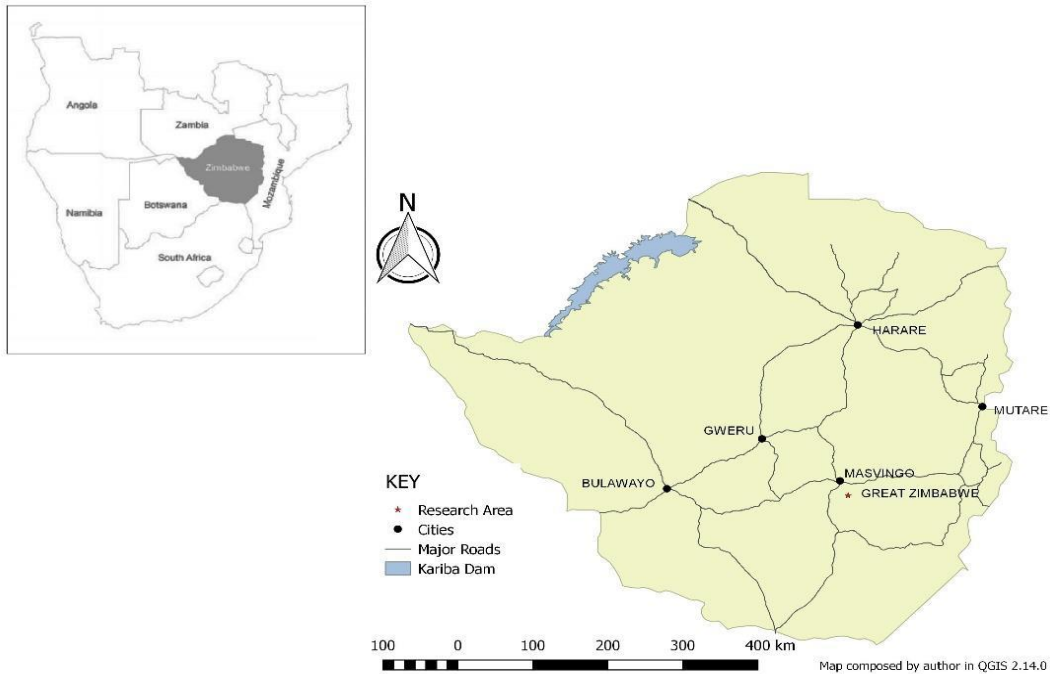 Angola
Zambia
Zimbabwe
Mozambique
Namibia
Botswana
South Africa
N
HARARE
MUTARE
GWERU
MASVINGO
BULAWAYO
GREAT ZIMBABWE
KEY
Research Area
Cities
Major Roads
Kariba Dam
100 0 100 200 300 400 km
Map composed by author in QGIS 2.14.0